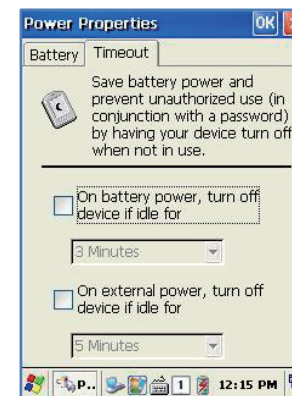 Power Properties OK
Battery Timeout
Save battery power and
prevent unauthorized use (in
conjunction with a password)
by having your device turn off
when not in use.
On battery power, turn off
device if idle for
3 Minutes
On external power, turn off
device if idle for
5 Minutes
P.. 1 12:15 PM